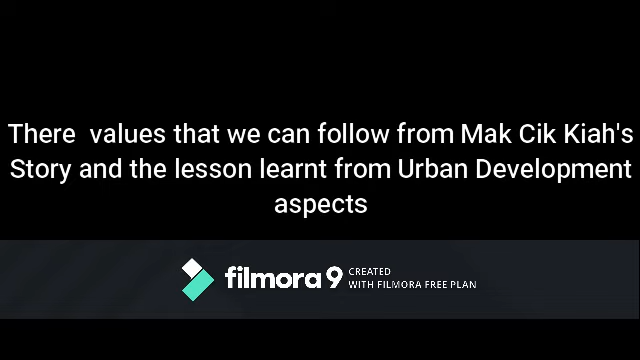 There  values that we can follow from Mak Cik Kiah's
Story and the lesson learnt from Urban Development
aspects
filmora 9 CREATED
WITH FILMORA FREE PLAN